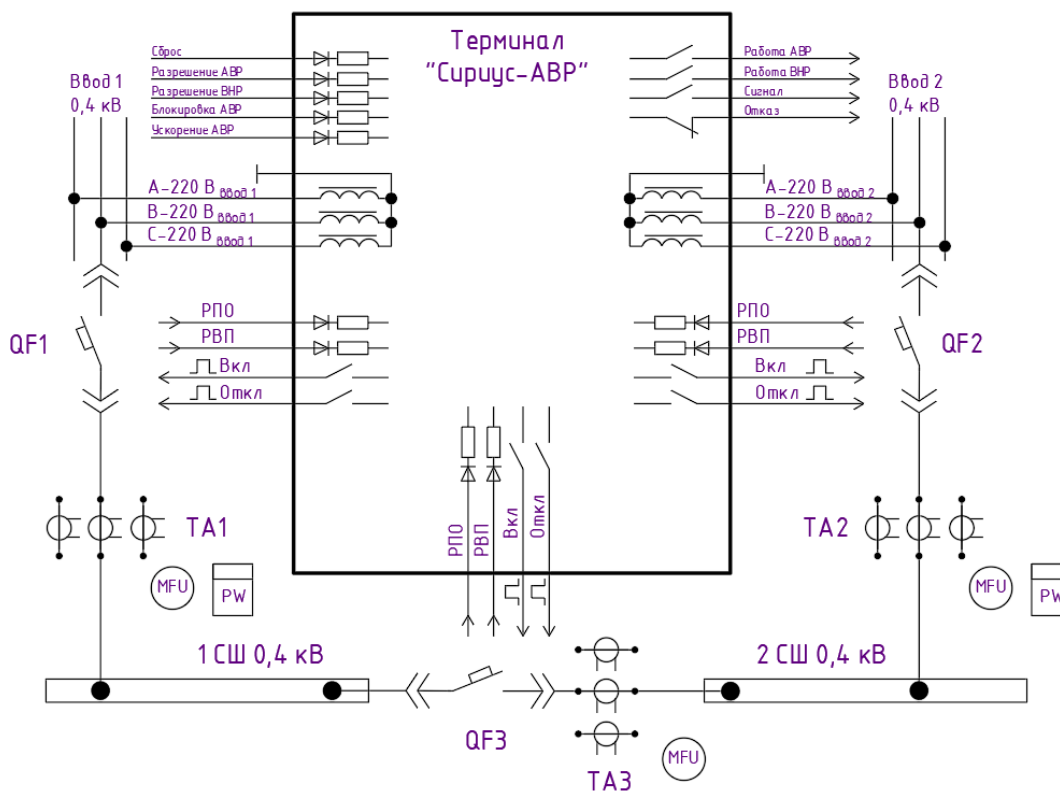 Терминал
"Сириус-АВР"
Сброс
Разрешение АВР
Разрешение ВНР
Блокировка АВР
Ускорение АВР
Работа АВР
Работа ВНР
Сигнал
Отказ
Ввод 1
0,4 кВ
Ввод 2
0,4 кВ
А-220 В ввод 1
В-220 В ввод 1
С-220 В ввод 1
А-220 В ввод 2
В-220 В ввод 2
С-220 В ввод 2
QF1
РПО
РВП
Вкл
Откл
РПО
РВП
Вкл
Откл
QF2
РПО
РВП
Вкл
Откл
TA1
MFU
PW
TA2
MFU
PW
1 СШ 0,4 кВ
2 СШ 0,4 кВ
QF3
TA3
MFU